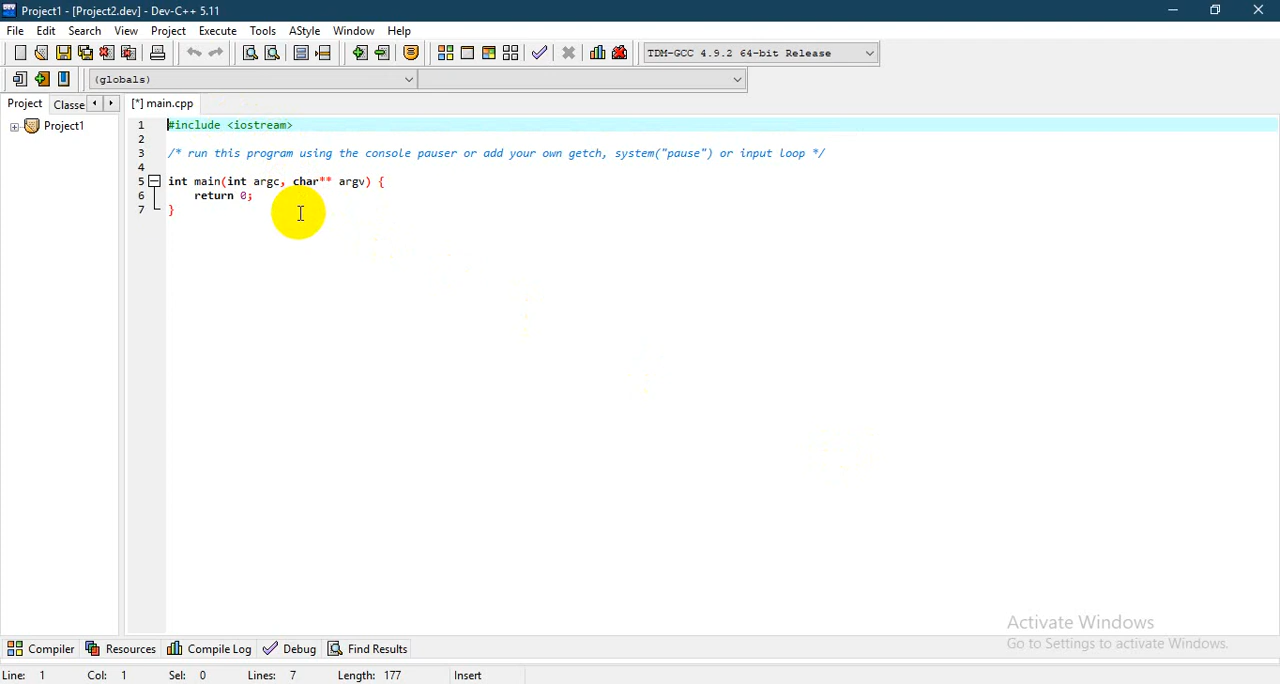 Project1 - [Project2.dev] - Dev-C++ 5.11
File Edit Search View Project Execute Tools AStyle Window Help
TDM-GCC 4.9.2 64-bit Release
(globals)
Project Classe [*] main.cpp
Project1
1 #include <iostream>
2
3 /* run this program using the console pauser or add your own getch, system("pause") or input loop */
4
5 int main(int argc, char** argv) {
6 return 0;
7 }
Activate Windows
Go to Settings to activate Windows.
Compiler Resources Compile Log Debug Find Results
Line: 1 Col: 1 Sel: 0 Lines: 7 Length: 177 Insert